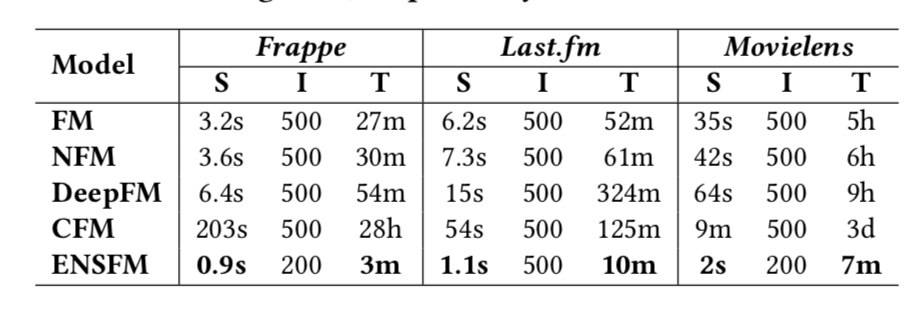 Model Frappe Last.fm Movielens
S I T S I T S I T
FM 3.2s 500 27m 6.2s 500 52m 35s 500 5h
NFM 3.6s 500 30m 7.3s 500 61m 42s 500 6h
DeepFM 6.4s 500 54m 15s 500 324m 64s 500 9h
CFM 203s 500 28h 54s 500 125m 9m 500 3d
ENSFM 0.9s 200 3m 1.1s 500 10m 2s 200 7m